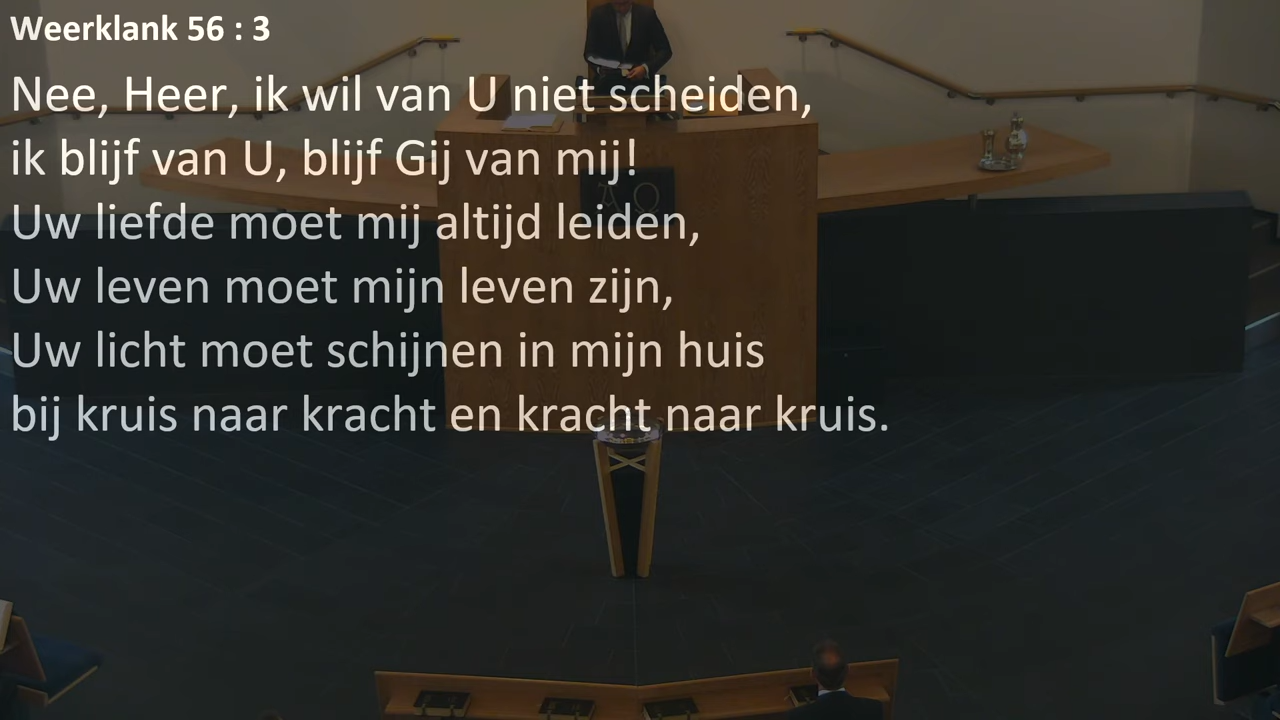 Weerklank 56 : 3
Nee, Heer, ik wil van U niet scheiden,
ik blijf van U, blijf Gij van mij!
Uw liefde moet mij altijd leiden,
Uw leven moet mijn leven zijn,
Uw licht moet schijnen in mijn huis
bij kruis naar kracht en kracht naar kruis.
Α Ω